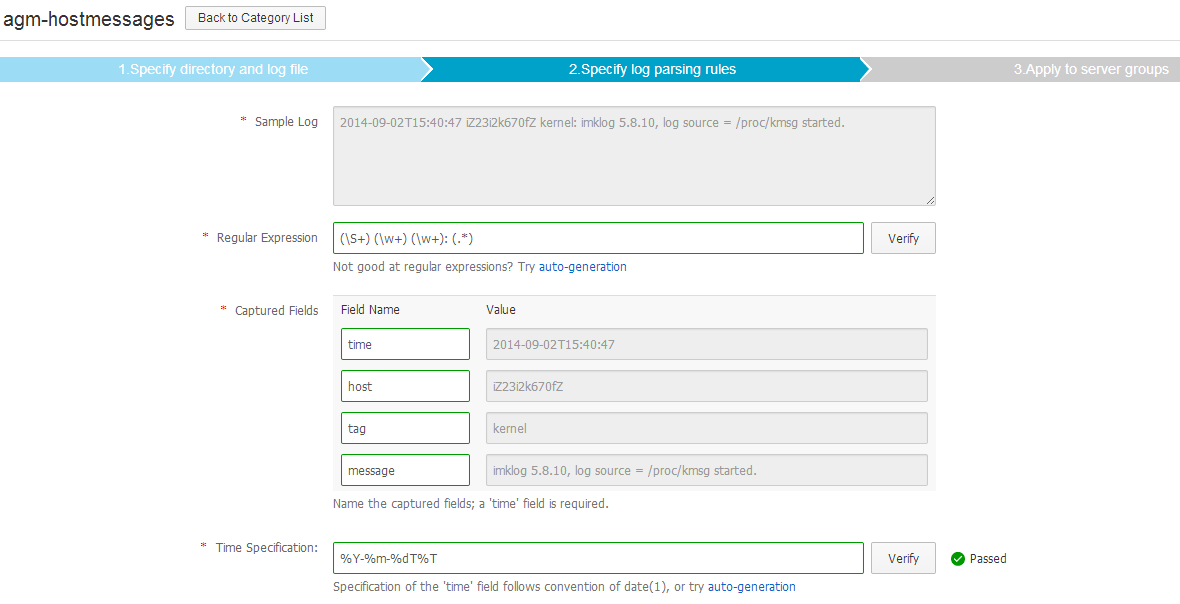 agm-hostmessages Back to Category List
1.Specify directory and log file 2.Specify log parsing rules 3.Apply to server groups
* Sample Log 2014-09-02T15:40:47 iZ23i2k670fZ kernel: imklog 5.8.10, log source = /proc/kmsg started.
* Regular Expression (\S+) (\w+) (\w+): (.*) Verify
Not good at regular expressions? Try auto-generation
* Captured Fields Field Name Value
time 2014-09-02T15:40:47
host iZ23i2k670fZ
tag kernel
message imklog 5.8.10, log source = /proc/kmsg started.
Name the captured fields; a 'time' field is required.
* Time Specification: %Y-%m-%dT%T Verify Passed
Specification of the 'time' field follows convention of date(1), or try auto-generation